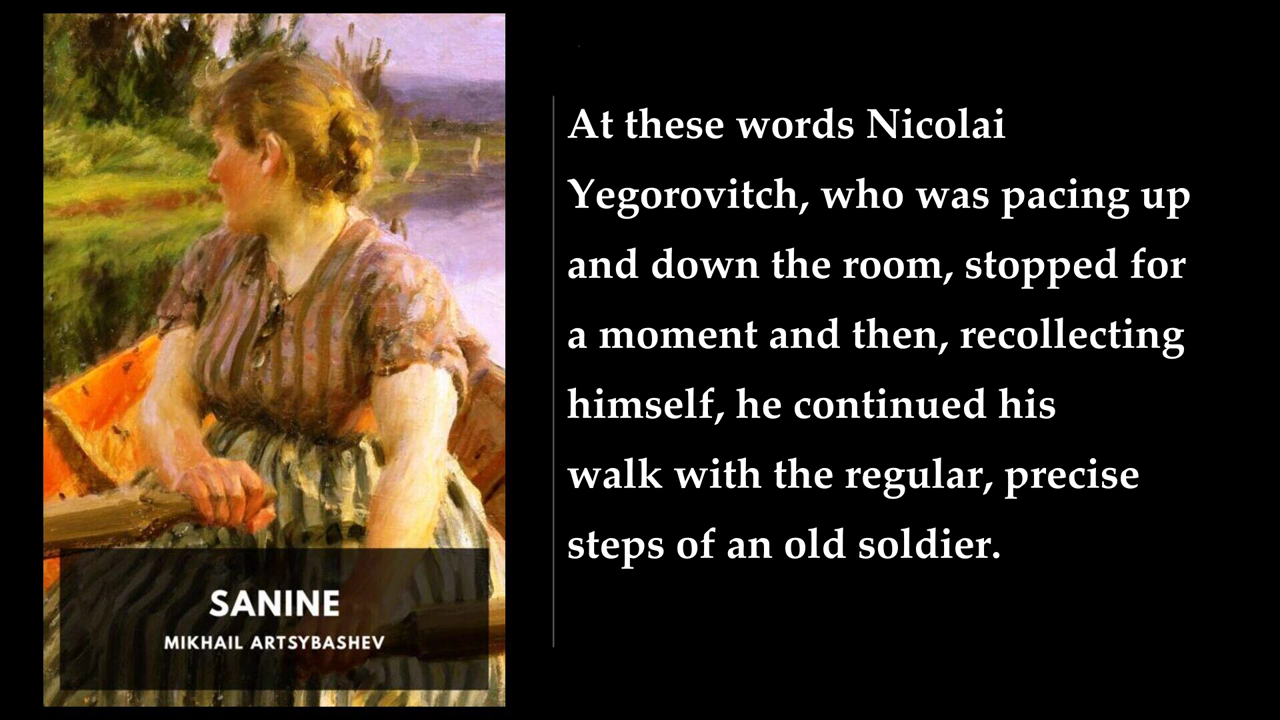 SANINE
MIKHAIL ARTSYBASHEV
At these words Nicolai
Yegorovitch, who was pacing up
and down the room, stopped for
a moment and then, recollecting
himself, he continued his
walk with the regular, precise
steps of an old soldier.